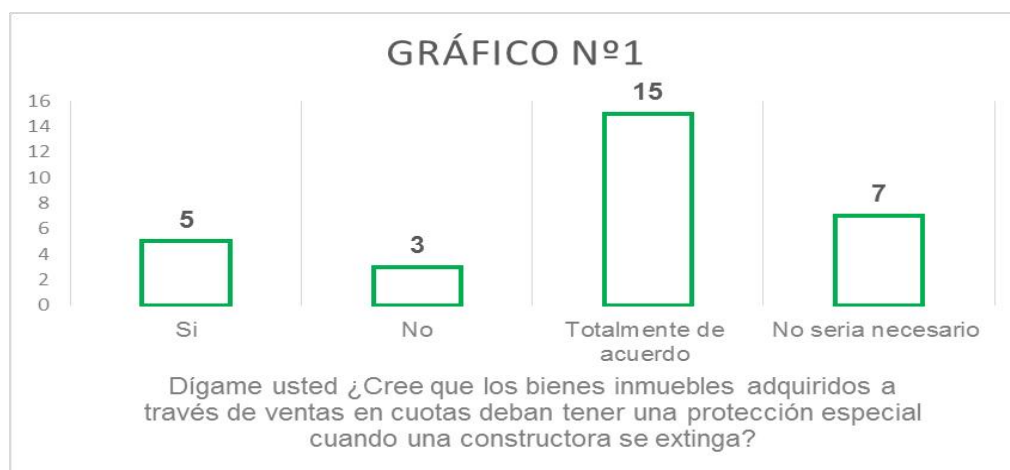 GRÁFICO Nº1
16
14
12
10
8
6
4
2
0
5
3
15
7
Si
No
Totalmente de
acuerdo
No seria necesario
Dígame usted ¿Cree que los bienes inmuebles adquiridos a
través de ventas en cuotas deban tener una protección especial
cuando una constructora se extinga?